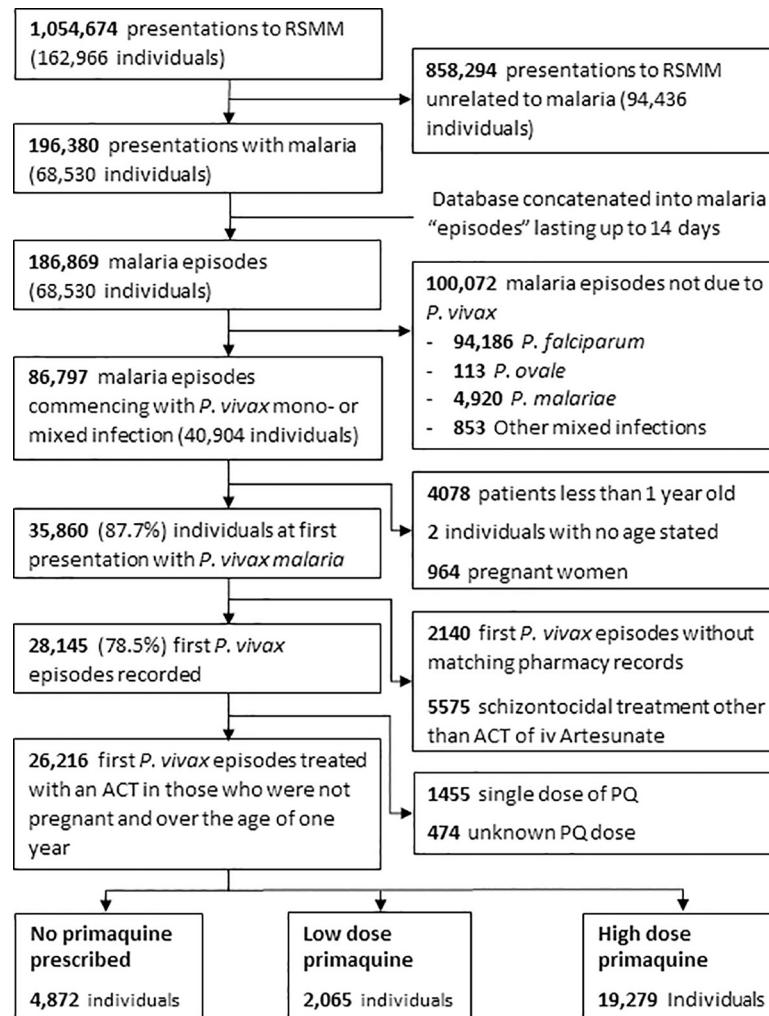 1,054,674 presentations to RSMM
(162,966 individuals)
858,294 presentations to RSMM
unrelated to malaria (94,436
individuals)
196,380 presentations with malaria
(68,530 individuals)
Database concatenated into malaria
“episodes” lasting up to 14 days
186,869 malaria episodes
(68,530 individuals)
100,072 malaria episodes not due to
P. vivax
- 94,186 P. falciparum
- 113 P. ovale
- 4,920 P. malariae
- 853 Other mixed infections
86,797 malaria episodes
commencing with P. vivax mono- or
mixed infection (40,904 individuals)
4078 patients less than 1 year old
2 individuals with no age stated
964 pregnant women
35,860 (87.7%) individuals at first
presentation with P. vivax malaria
2140 first P. vivax episodes without
matching pharmacy records
5575 schizontocidal treatment other
than ACT of iv Artesunate
28,145 (78.5%) first P. vivax
episodes recorded
1455 single dose of PQ
474 unknown PQ dose
26,216 first P. vivax episodes treated
with an ACT in those who were not
pregnant and over the age of one
year
No primaquine
prescribed
4,872 individuals
Low dose
primaquine
2,065 individuals
High dose
primaquine
19,279 Individuals